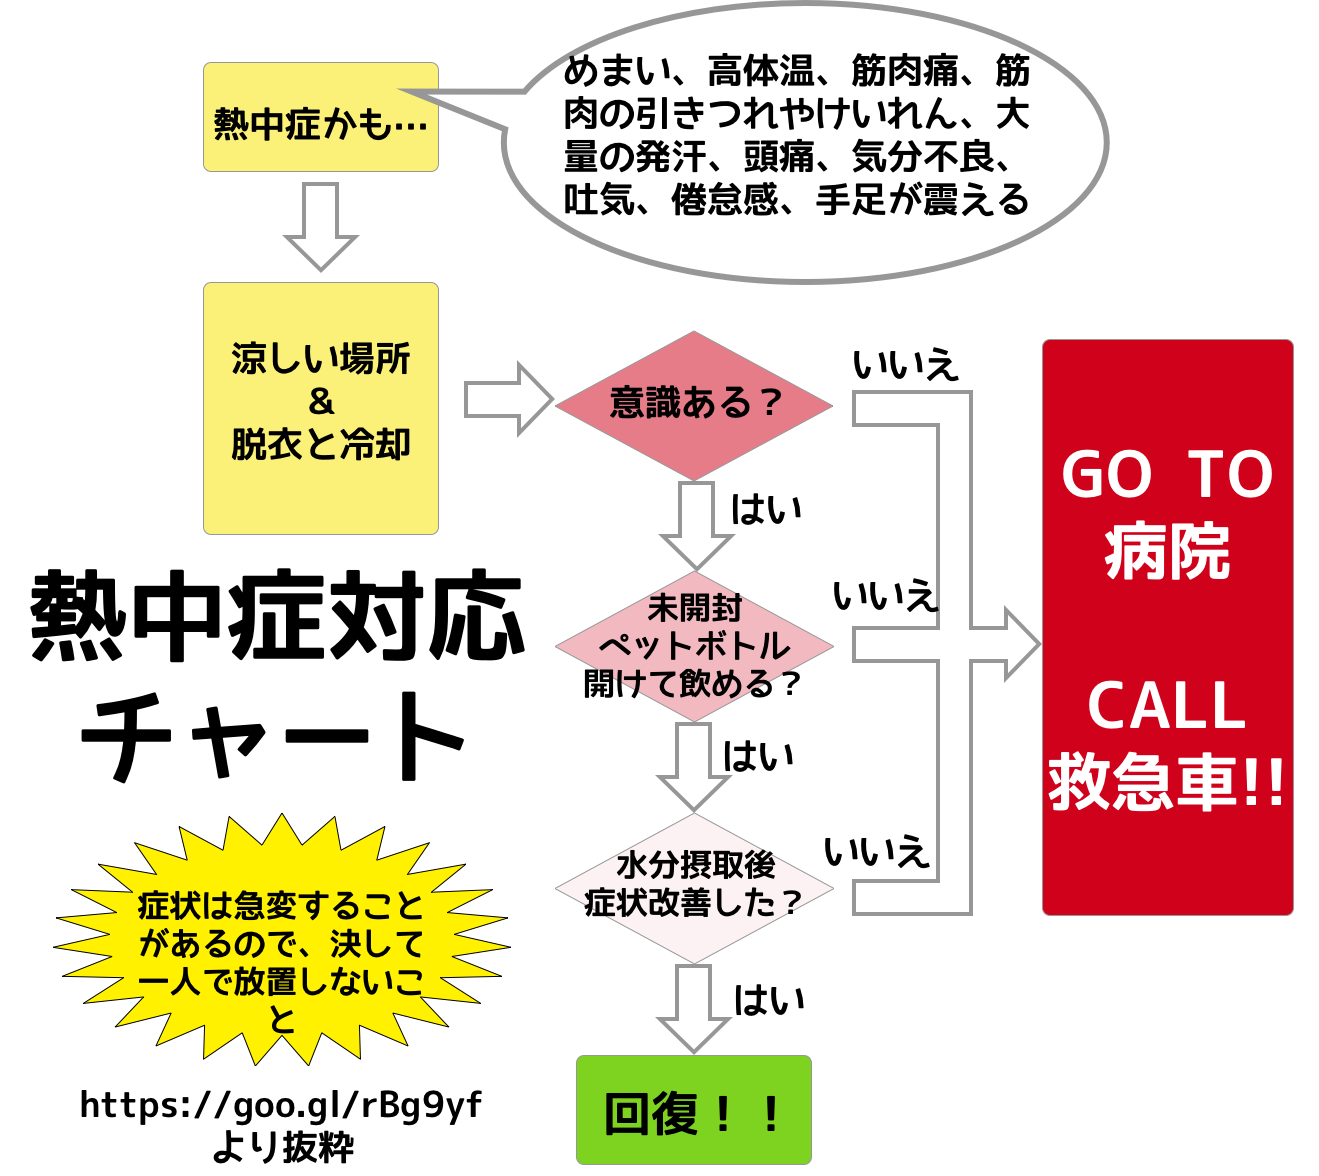 熱中症かも…
めまい、高体温、筋肉痛、筋
肉の引きつれやけいれん、大
量の発汗、頭痛、気分不良、
吐気、倦怠感、手足が震える
涼しい場所
&
脱衣と冷却
意識ある？
いいえ
はい
未開封
ペットボトル
開けて飲める？
いいえ
はい
水分摂取後
症状改善した？
いいえ
はい
回復！！
GO TO
病院
CALL
救急車!!
熱中症対応
チャート
症状は急変すること
があるので、決して
一人で放置しないこ
と
https://goo.gl/rBg9yf
より抜粋